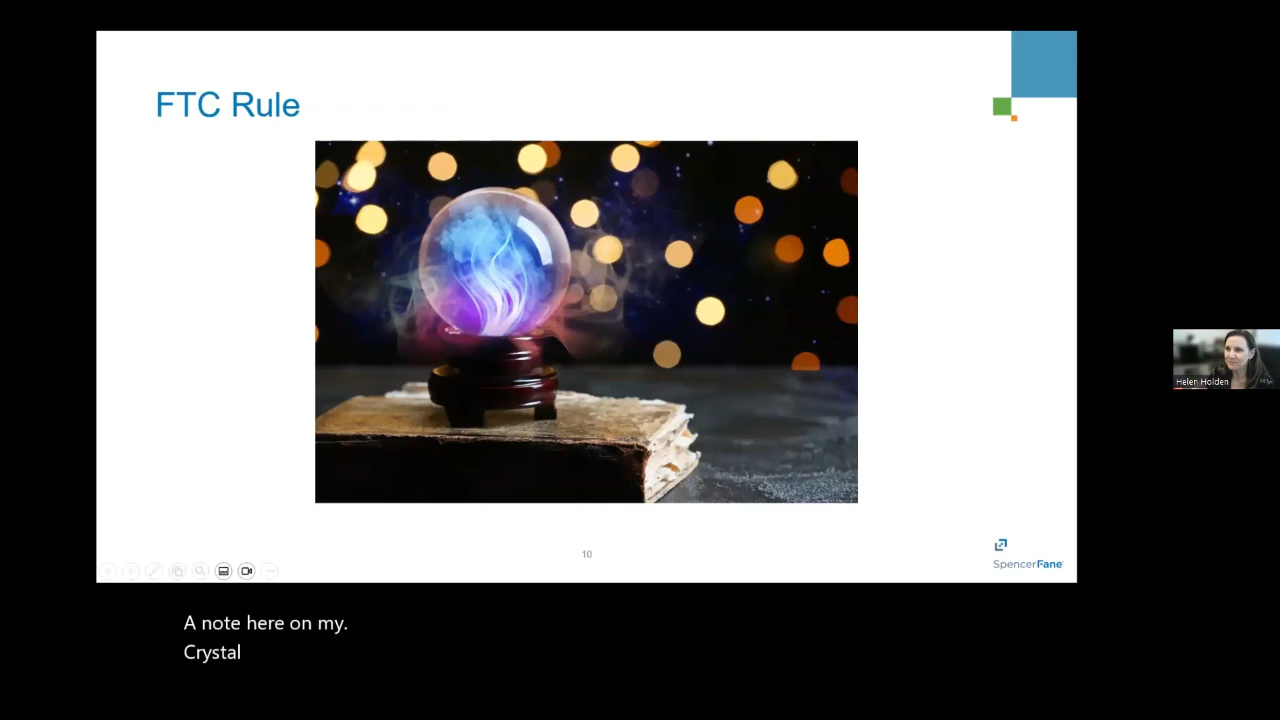 FTC Rule
Helen Holden
10
SpencerFane
A note here on my.
Crystal